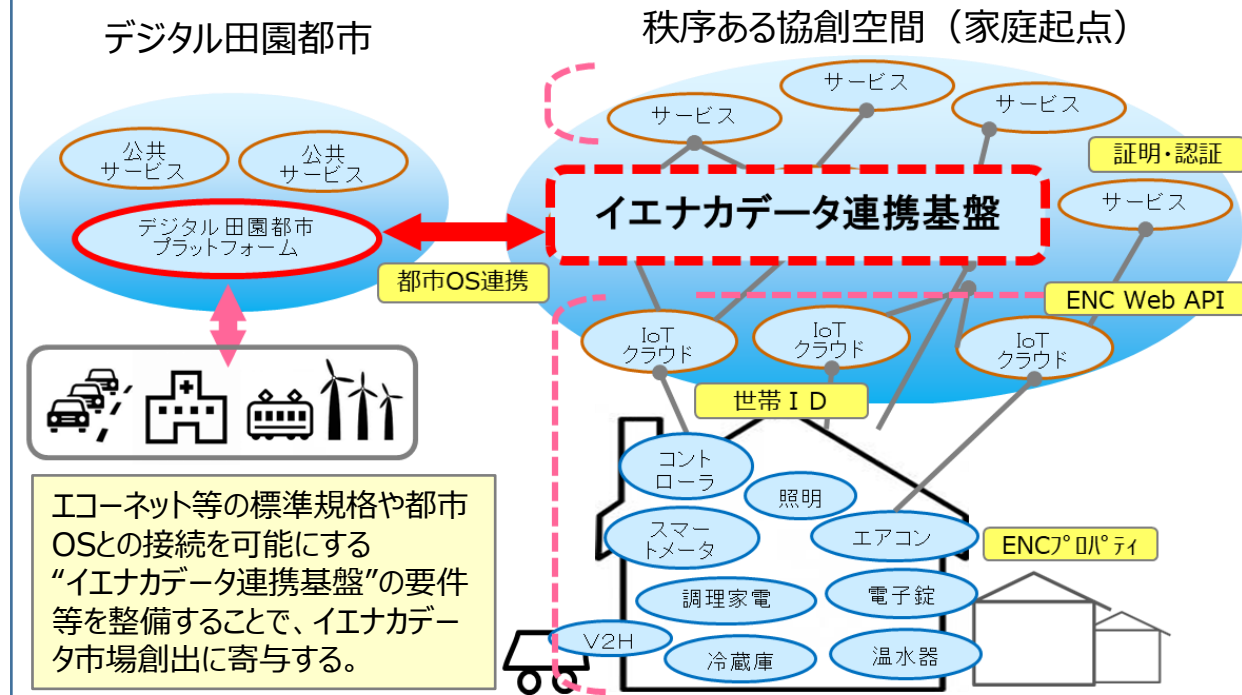 デジタル田園都市
秩序ある協創空間（家庭起点）
公共
サービス
公共
サービス
デジタル田園都市
プラットフォーム
都市OS連携
サービス
サービス
サービス
証明・認証
サービス
イエナカデータ連携基盤
ENC Web API
IoT
クラウド
IoT
クラウド
IoT
クラウド
世帯ＩＤ
コント
ローラ
照明
スマー
トメータ
エアコン
ENCﾌﾟﾛﾊﾟﾃｨ
調理家電
電子錠
V2H
冷蔵庫
温水器
エコーネット等の標準規格や都市
OSとの接続を可能にする
“イエナカデータ連携基盤”の要件
等を整備することで、イエナカデー
タ市場創出に寄与する。